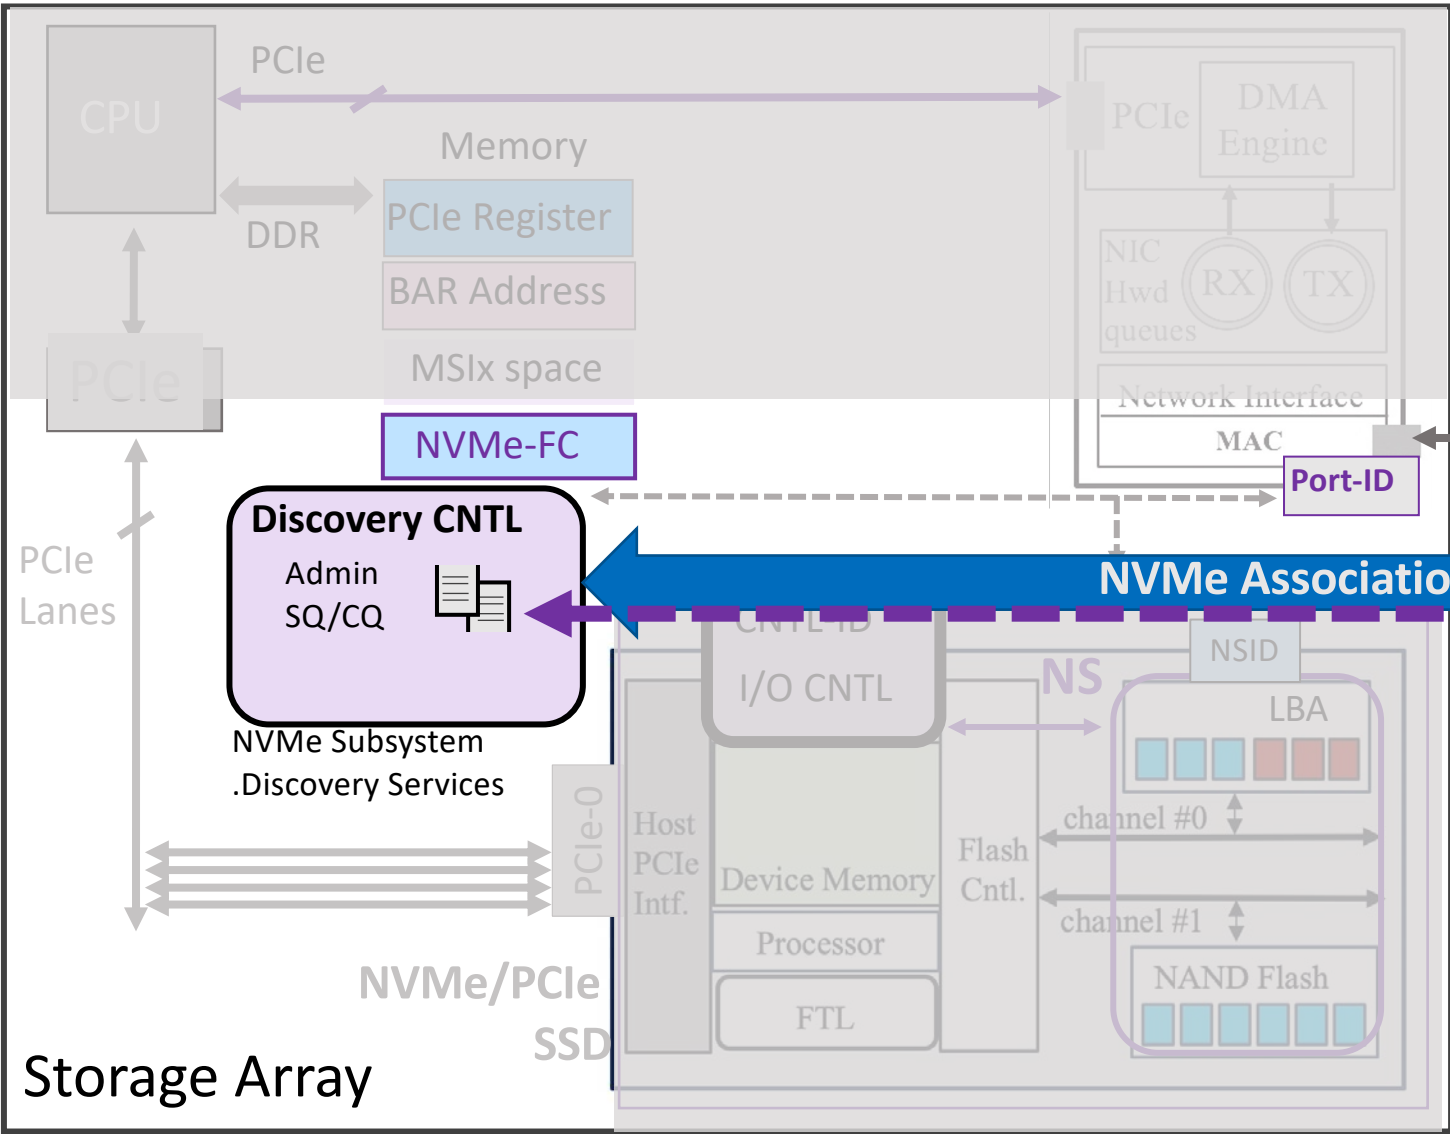 PCIe
CPU
Memory
DDR
PCIe Register
BAR Address
MSIx space
NVMe-FC
PCIe
PCIe
DMA
Engine
NIC
Hwd
queues
RX
TX
Network Interface
MAC
Port-ID
Discovery CNTL
Admin
SQ/CQ
NVMe Subsystem
.Discovery Services
NVMe Associatio
PCIe
Lanes
CNTL-ID
I/O CNTL
NS
NSID
LBA
PCIe-0
Host
PCIe
Intf.
Device Memory
Processor
FTL
Flash
Cntl.
channel #0
channel #1
NAND Flash
NVMe/PCIe
SSD
Storage Array